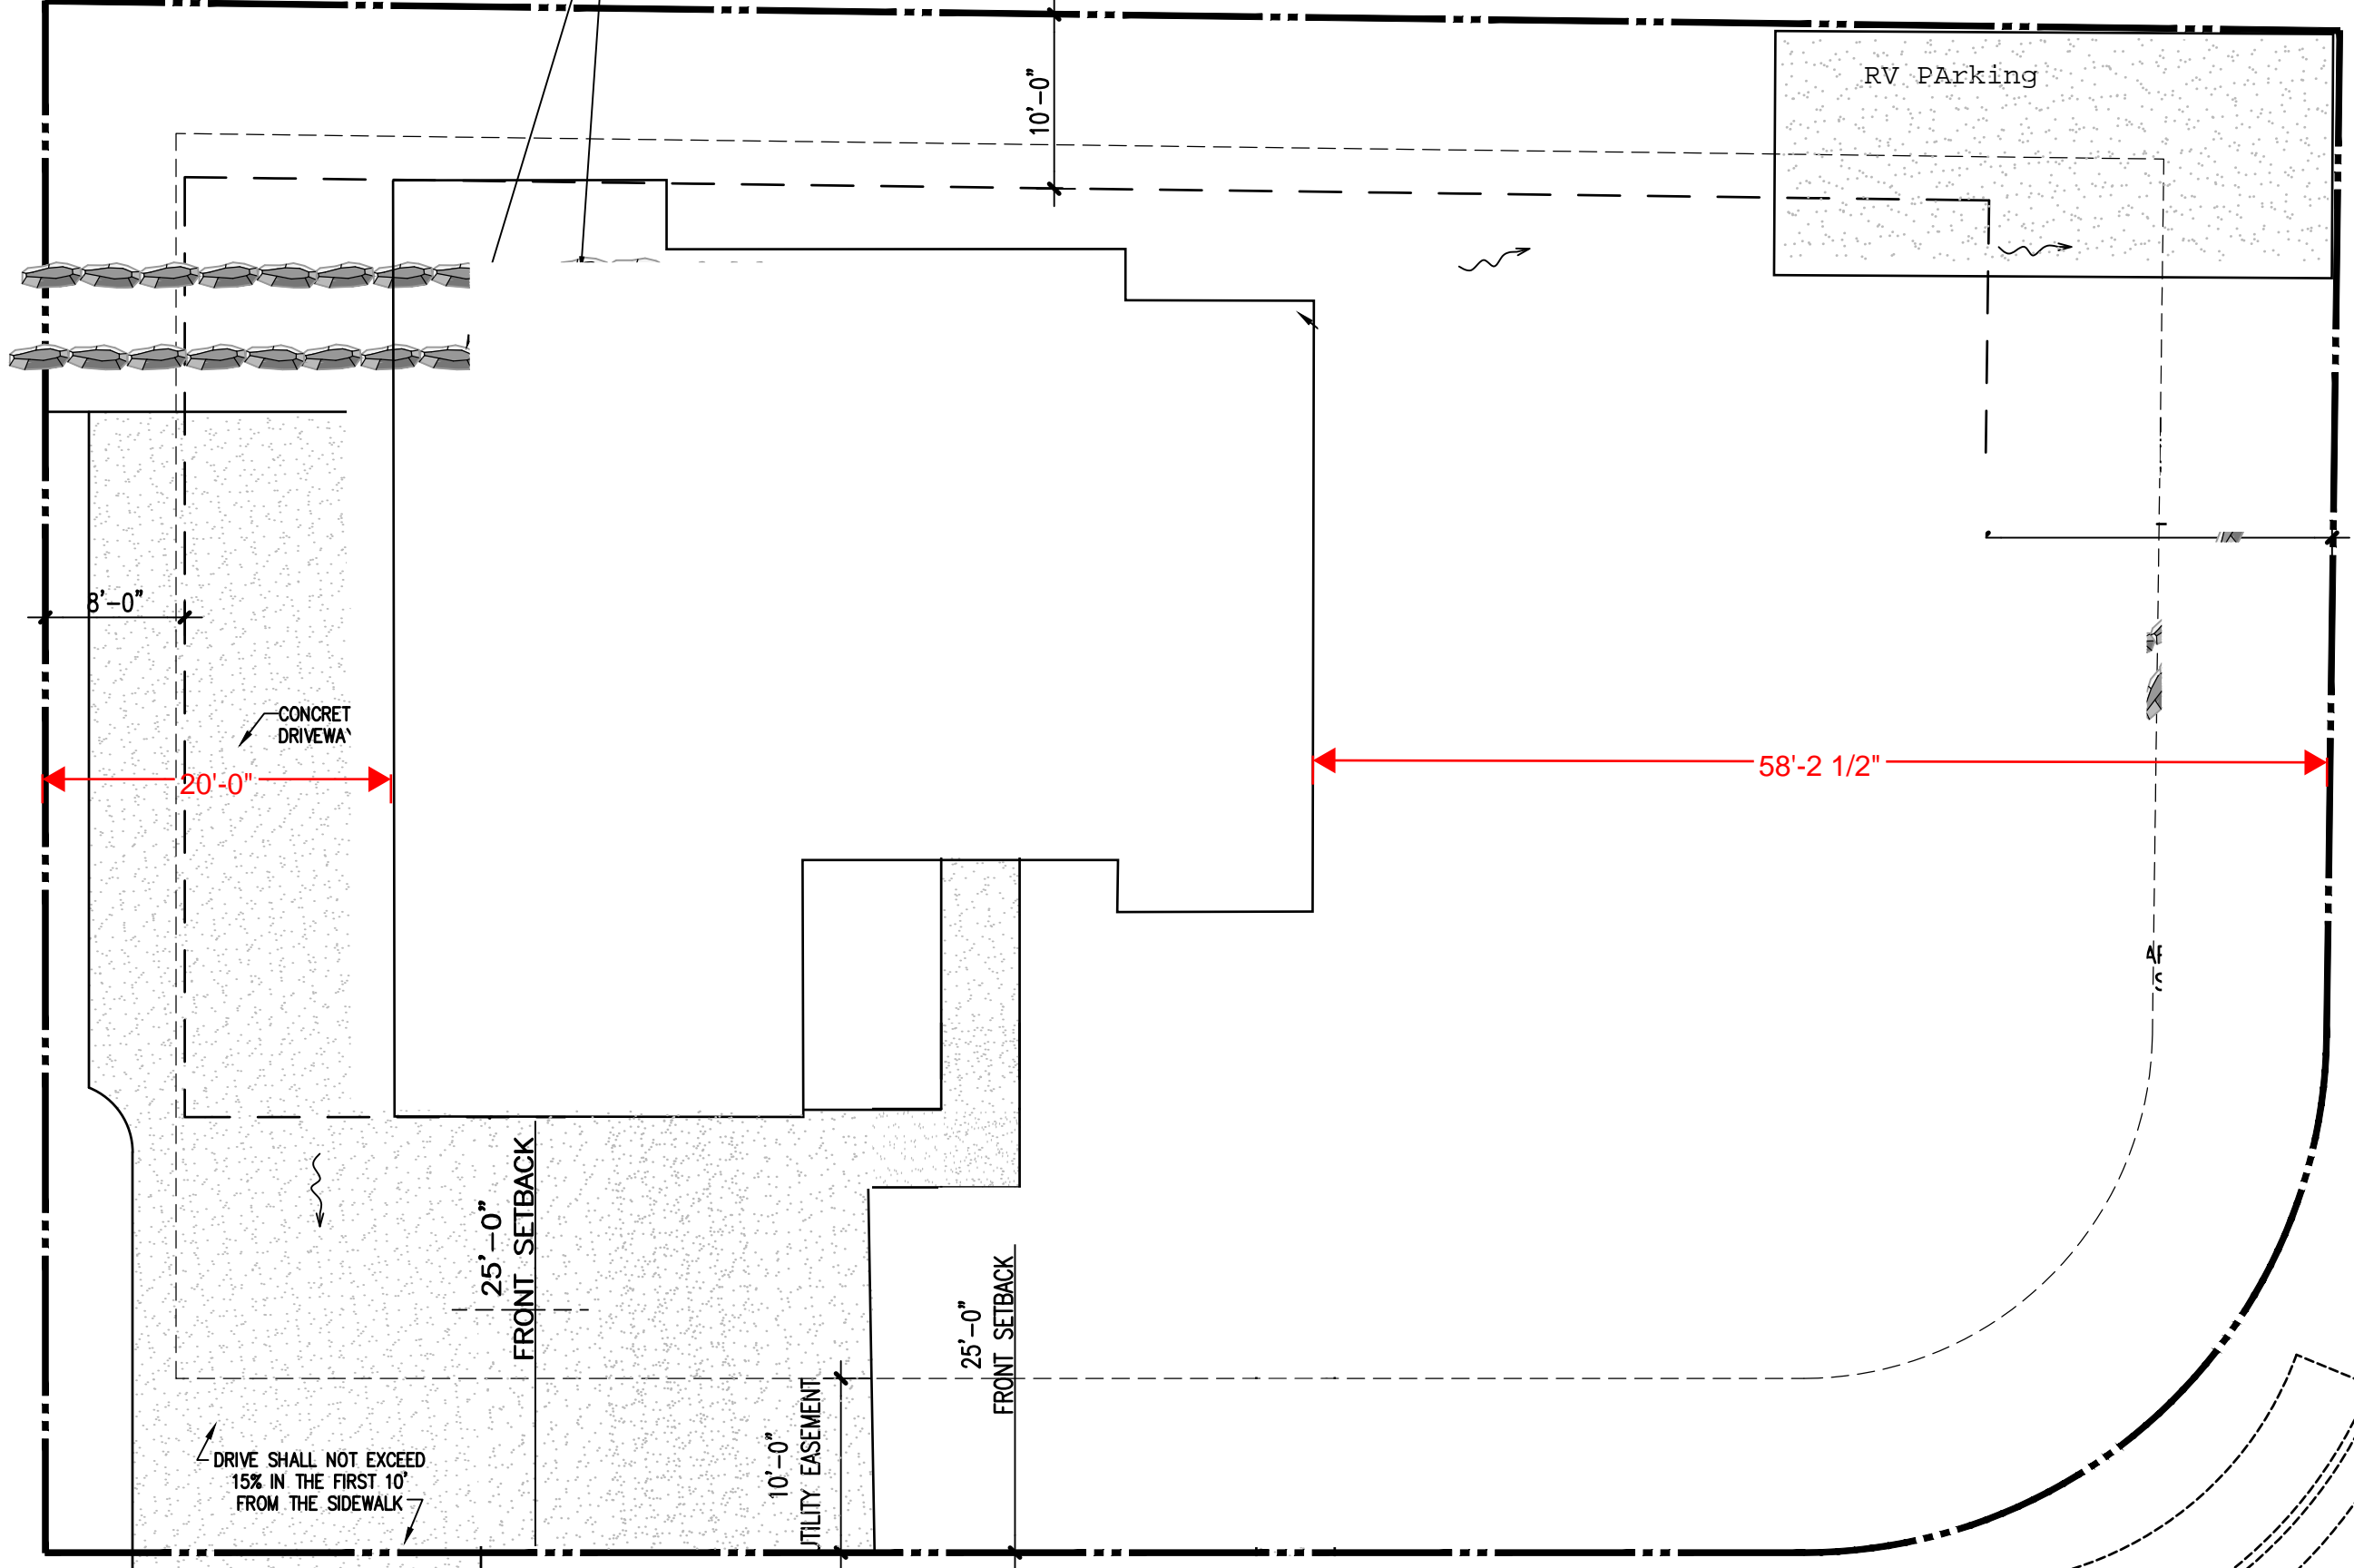 RV PArking
10'-0"
8'-0"
CONCRET
DRIVEWA
20'-0"
58'-2 1/2"
25'-0"
FRONT SETBACK
25'-0"
FRONT SETBACK
10'-0"
UTILITY EASEMENT
DRIVE SHALL NOT EXCEED
15% IN THE FIRST 10'
FROM THE SIDEWALK